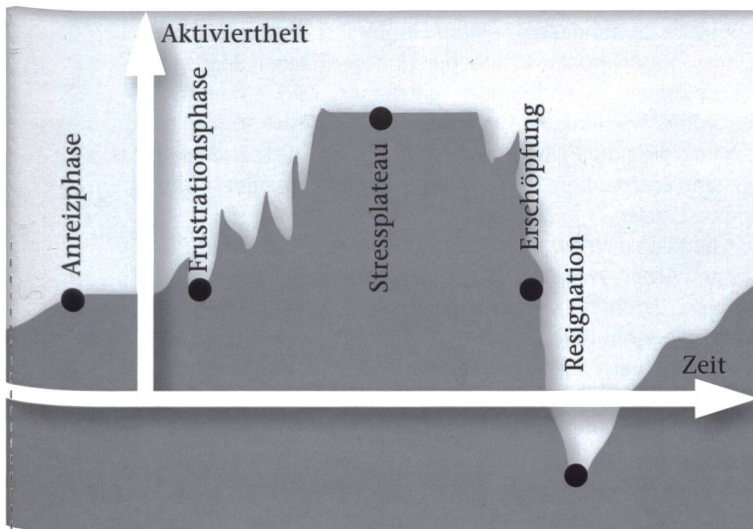 Aktiviertheit
Anreizphase
Frustrationsphase
Stressplateau
Erschöpfung
Resignation
Zeit